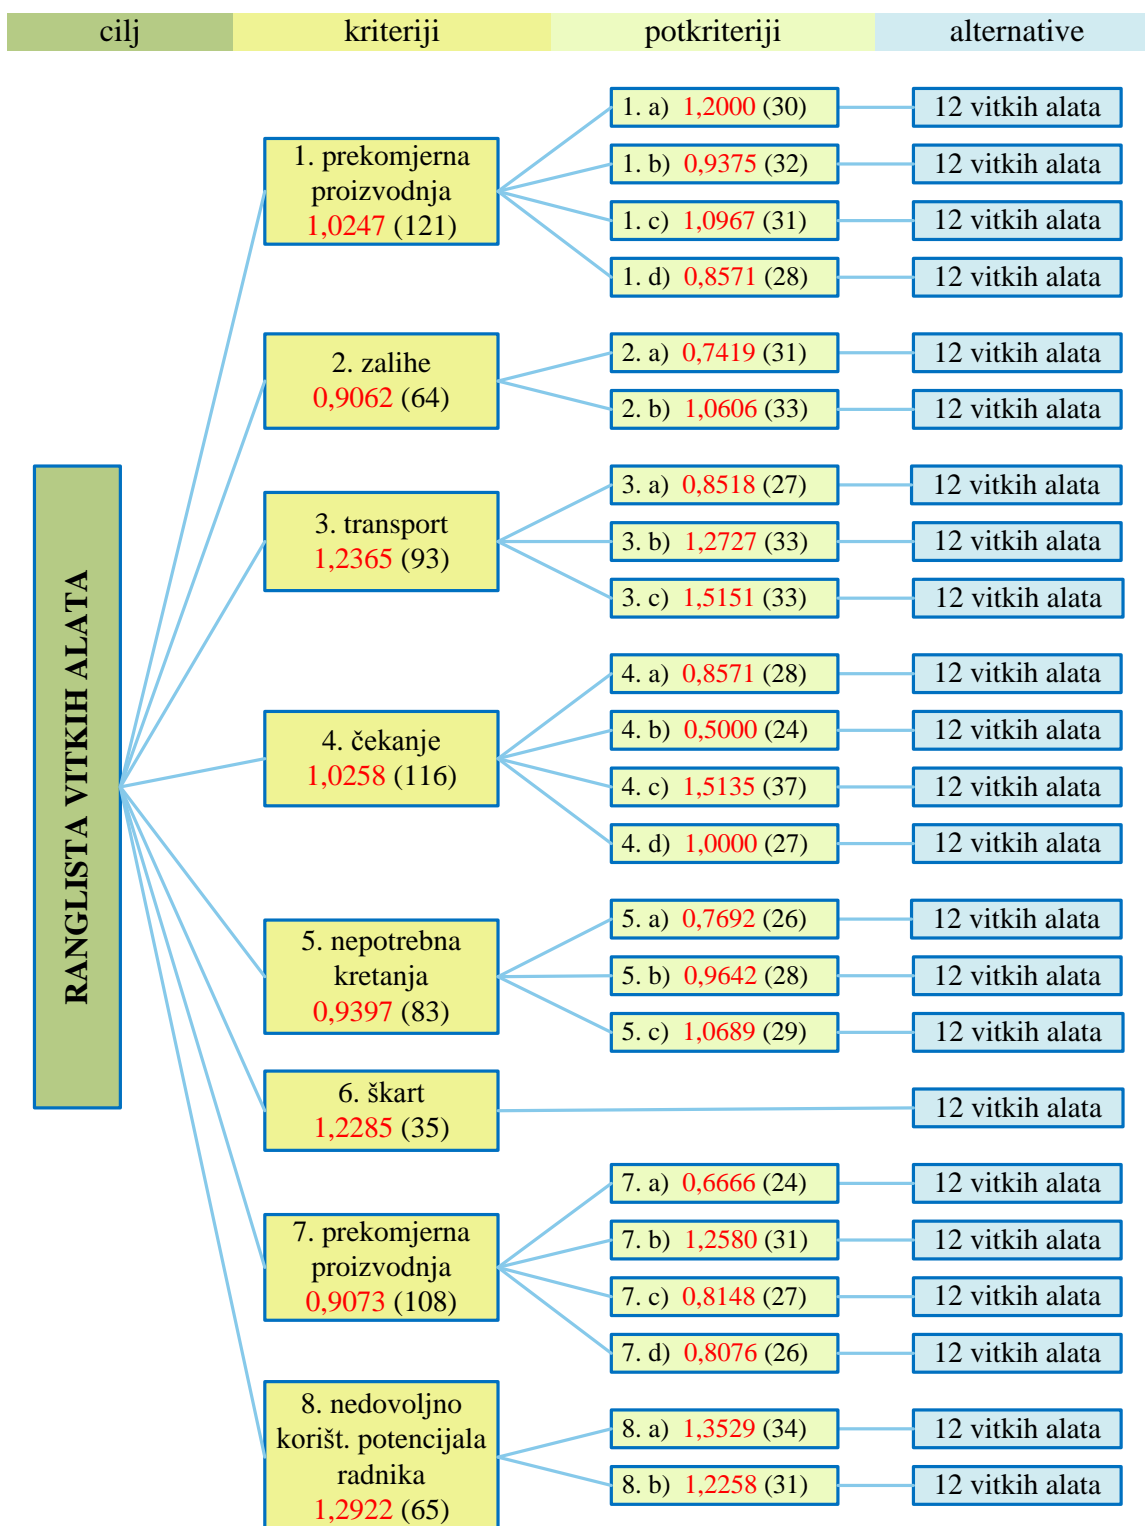 cilj
kriteriji
potkriteriji
alternative
RANGLISTA VITKIH ALATA
1. prekomjerna
proizvodnja
1,0247 (121)
1. a) 1,2000 (30)
12 vitkih alata
1. b) 0,9375 (32)
12 vitkih alata
1. c) 1,0967 (31)
12 vitkih alata
1. d) 0,8571 (28)
12 vitkih alata
2. zalihe
0,9062 (64)
2. a) 0,7419 (31)
12 vitkih alata
2. b) 1,0606 (33)
12 vitkih alata
3. transport
1,2365 (93)
3. a) 0,8518 (27)
12 vitkih alata
3. b) 1,2727 (33)
12 vitkih alata
3. c) 1,5151 (33)
12 vitkih alata
4. čekanje
1,0258 (116)
4. a) 0,8571 (28)
12 vitkih alata
4. b) 0,5000 (24)
12 vitkih alata
4. c) 1,5135 (37)
12 vitkih alata
4. d) 1,0000 (27)
12 vitkih alata
5. nepotrebna
kretanja
0,9397 (83)
5. a) 0,7692 (26)
12 vitkih alata
5. b) 0,9642 (28)
12 vitkih alata
5. c) 1,0689 (29)
12 vitkih alata
6. škart
1,2285 (35)
12 vitkih alata
7. prekomjerna
proizvodnja
0,9073 (108)
7. a) 0,6666 (24)
12 vitkih alata
7. b) 1,2580 (31)
12 vitkih alata
7. c) 0,8148 (27)
12 vitkih alata
7. d) 0,8076 (26)
12 vitkih alata
8. nedovoljno
korišt. potencijala
radnika
1,2922 (65)
8. a) 1,3529 (34)
12 vitkih alata
8. b) 1,2258 (31)
12 vitkih alata